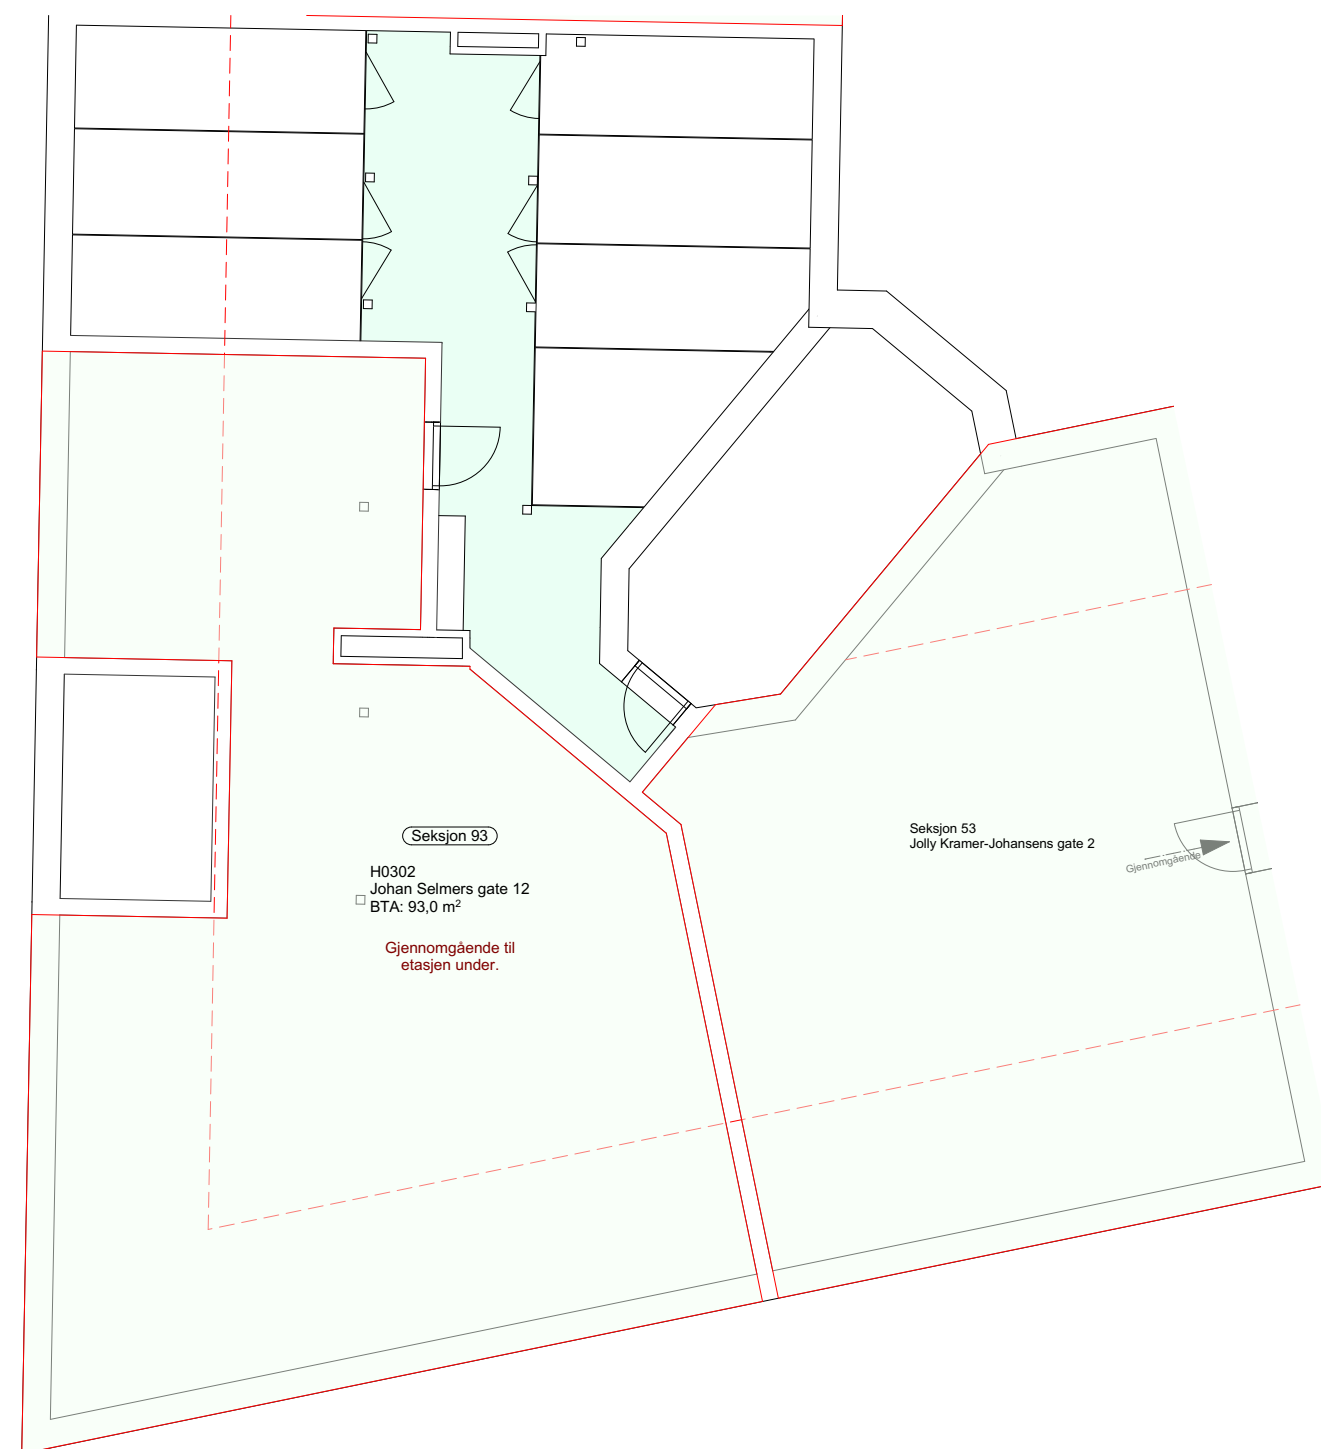 Seksjon 93
H0302
Johan Selmers gate 12
BTA: 93,0 m²
Gjennomgående til
etasjen under.
Seksjon 53
Jolly Kramer-Johansens gate 2
Gjennomgående